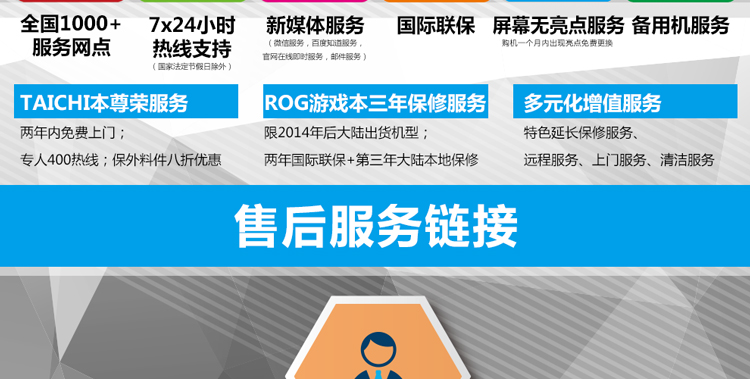 全国1000+
服务网点
7x24小时
热线支持
（国家法定节假日除外）
新媒体服务
（微信服务，百度知道服务，
官网在线即时服务，邮件服务）
国际联保
屏幕无亮点服务
购机一个月内出现亮点免费更换
备用机服务
TAICHI本尊荣服务
两年内免费上门；
专人400热线；保外料件八折优惠
ROG游戏本三年保修服务
限2014年后大陆出货机型；
两年国际联保+第三年大陆本地保修
多元化增值服务
特色延长保修服务、
远程服务、上门服务、清洁服务
售后服务链接